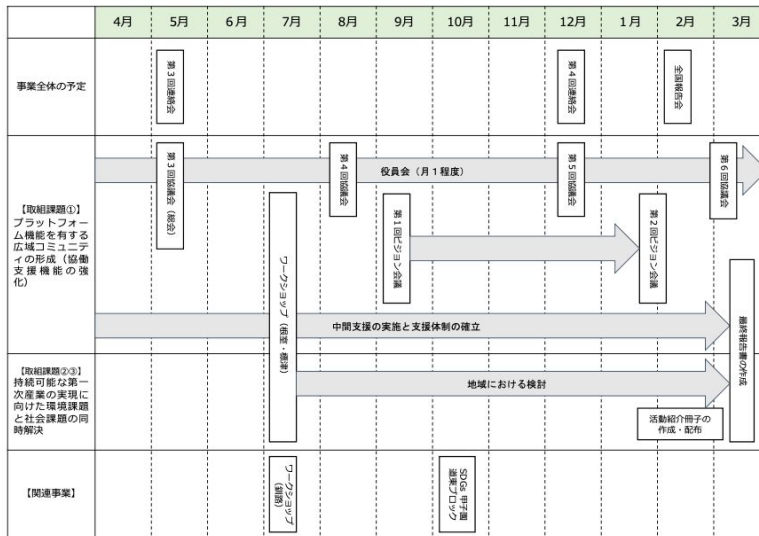 4月 5月 6月 7月 8月 9月 10月 11月 12月 1月 2月 3月
事業全体の予定
第3回連絡会
第4回連絡会
全国報告会
【取組課題①】
プラットフォー
ム機能を有する
広域コミュニテ
ィの形成（協働
支援機能の強
化）
役員会（月1程度）
第3回協議会（総会）
第4回協議会
第5回協議会
第6回協議会
第1回ビジョン会議
第2回ビジョン会議
ワークショップ（根室・標津）
中間支援の実施と支援体制の確立
最終報告書の作成
【取組課題②③】
持続可能な第一
次産業の実現に
向けた環境課題
と社会課題の同
時解決
地域における検討
活動紹介冊子の
作成・配布
【関連事業】
ワークショップ
（釧路）
SDGs 甲子園
道東ブロック